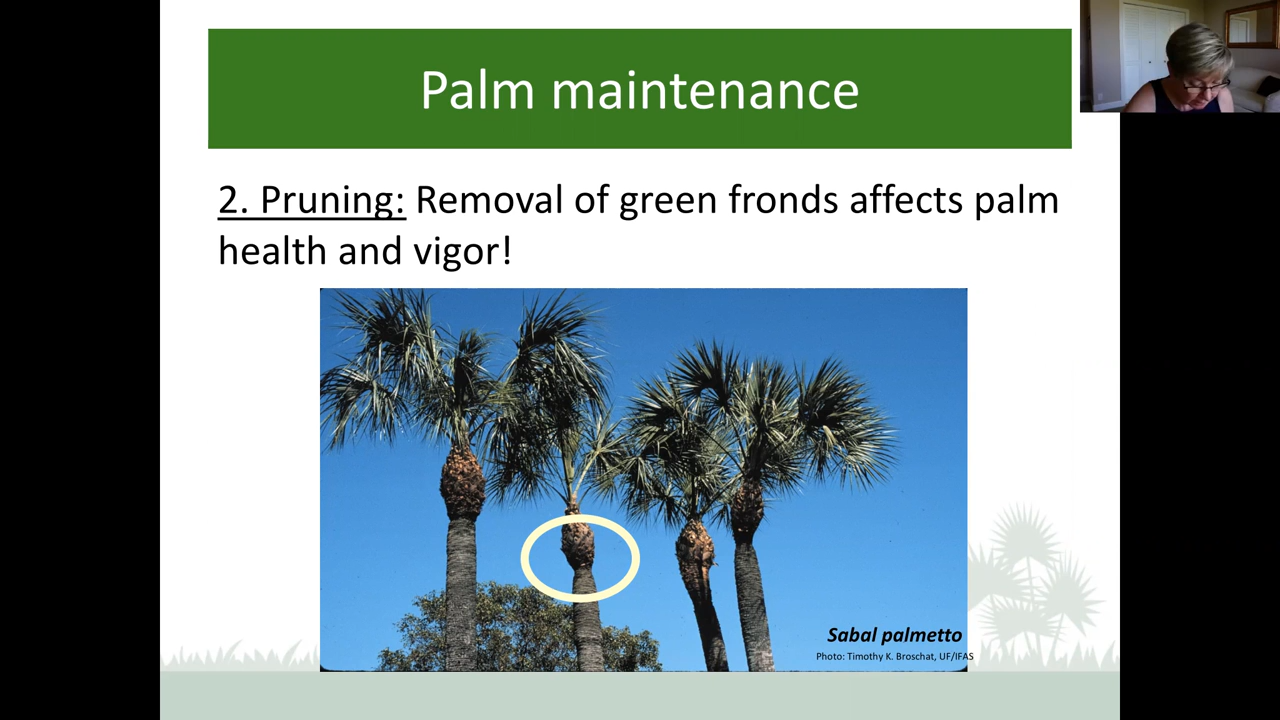 Palm maintenance
2. Pruning: Removal of green fronds affects palm
health and vigor!
Sabal palmetto
Photo: Timothy K. Broschat, UF/IFAS